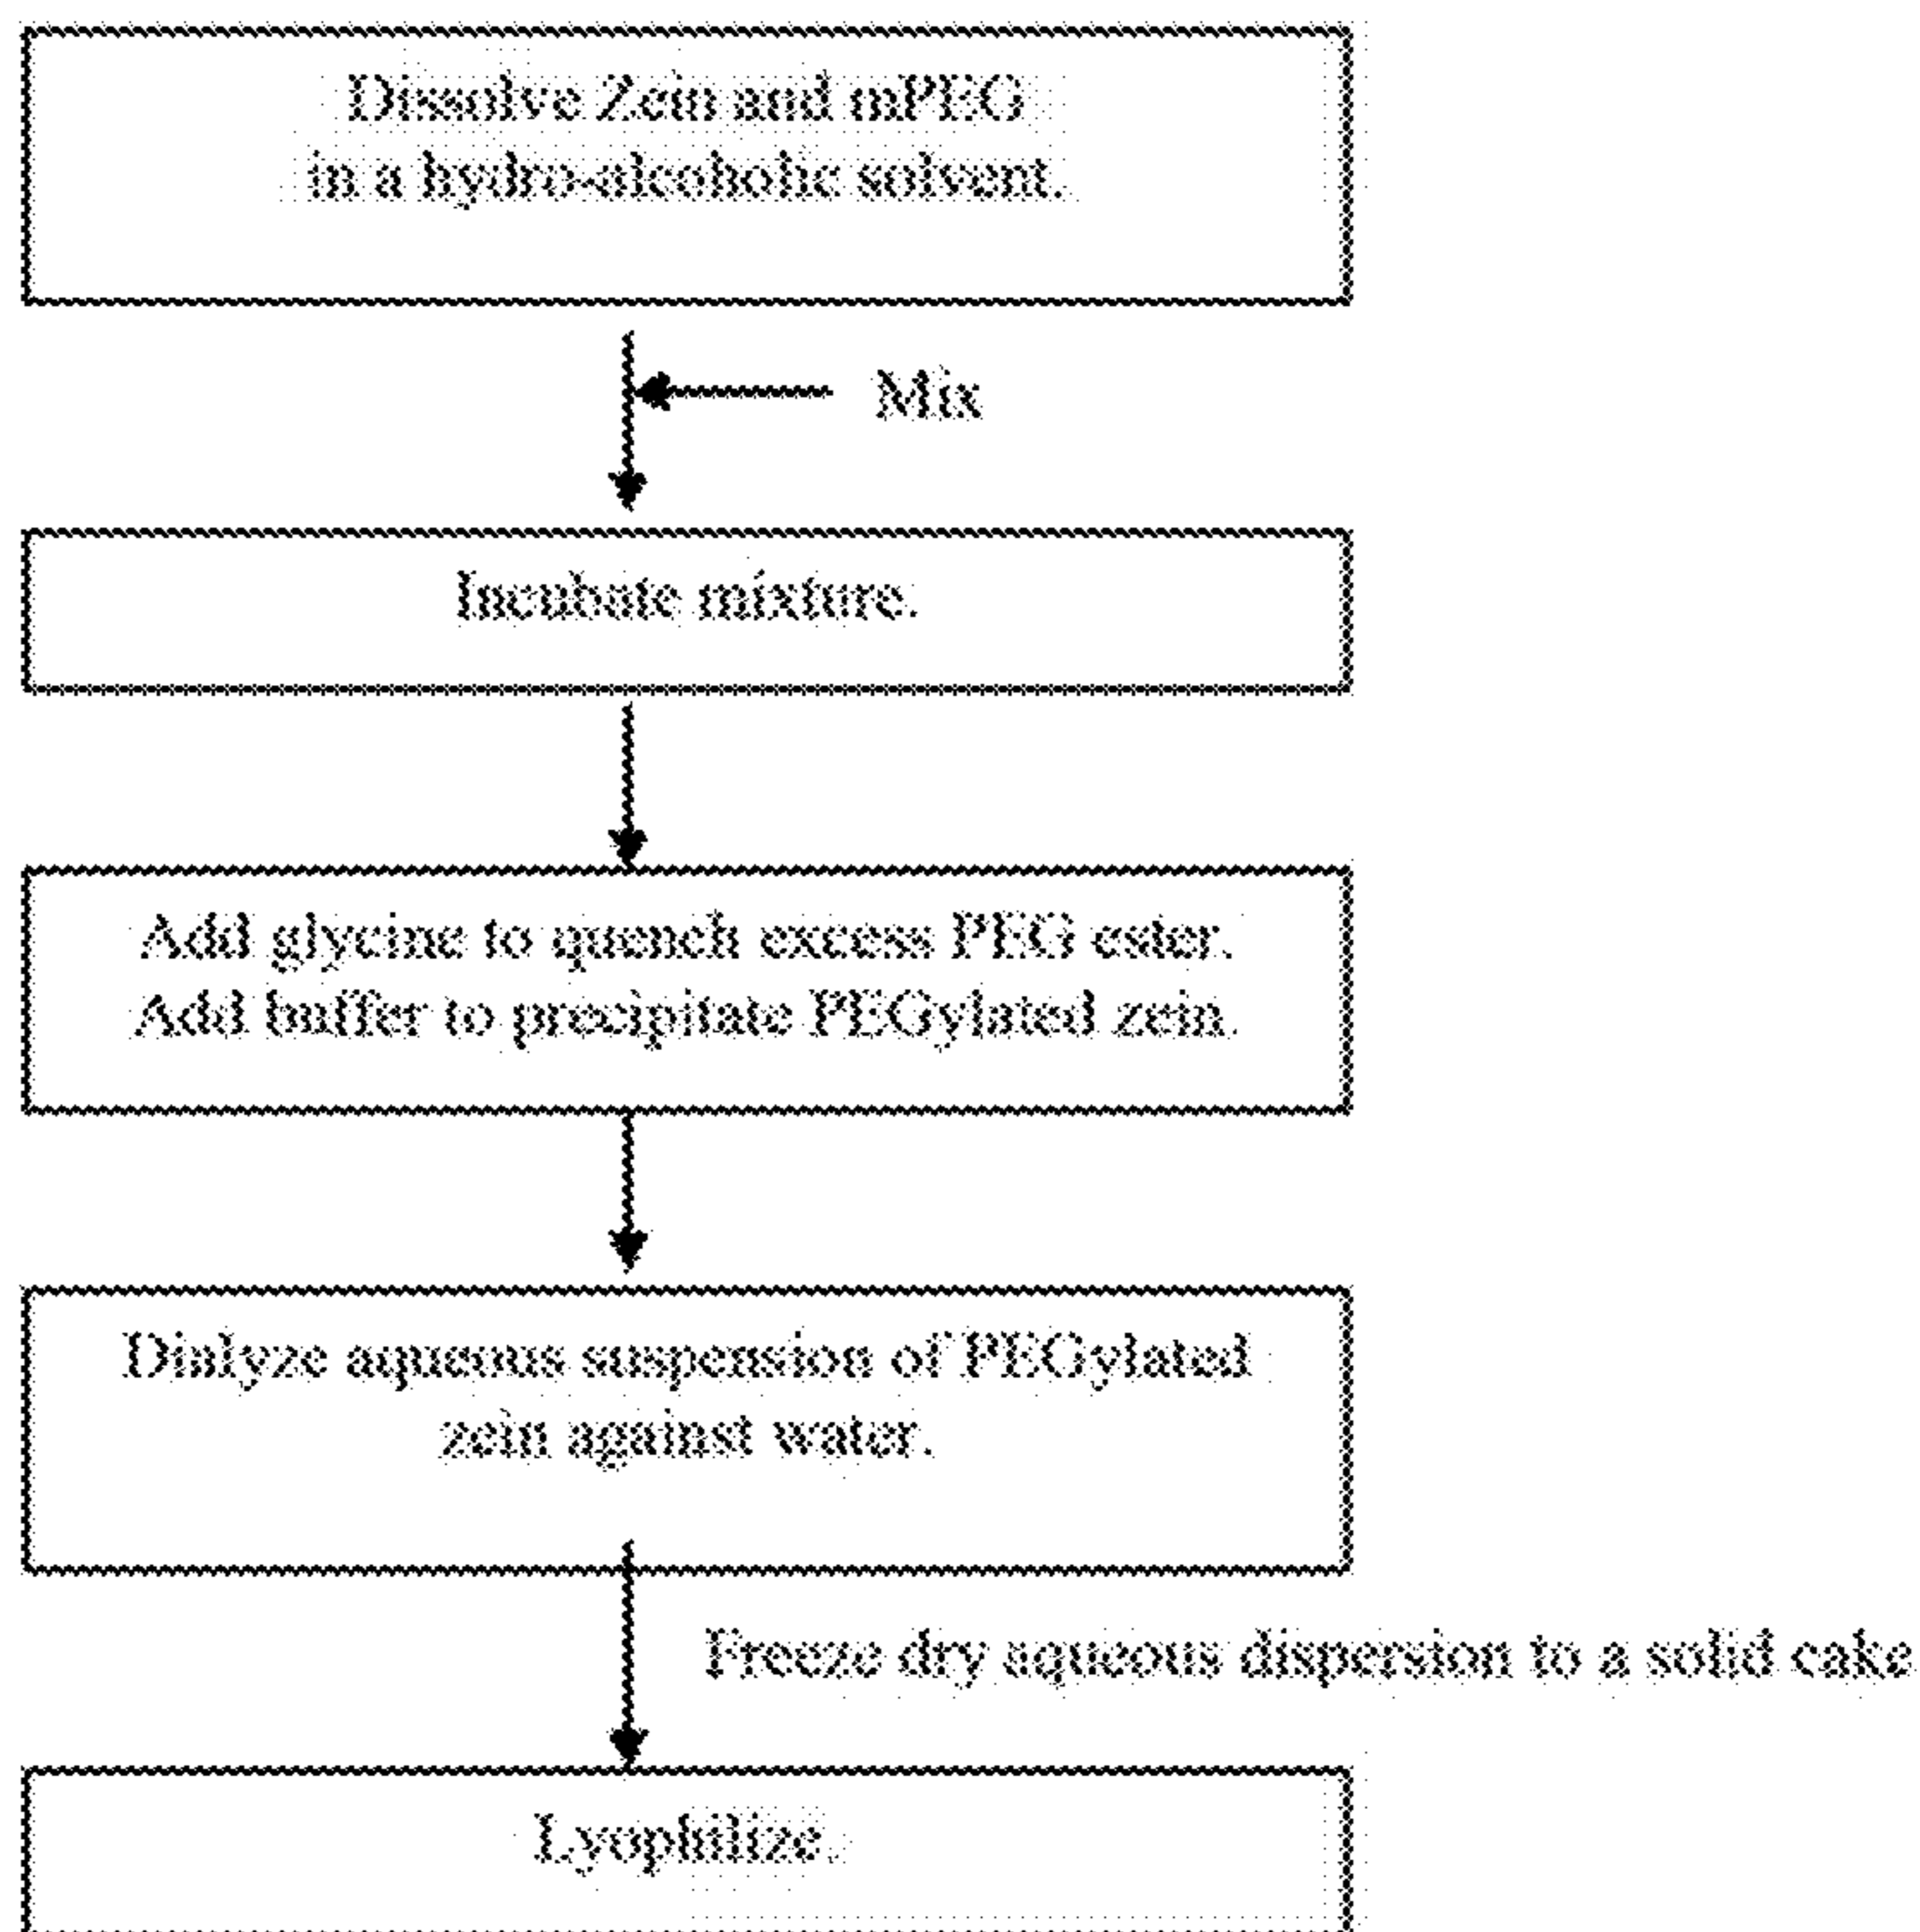 Dissolve Zein and mPEG
in a hydro-alcoholic solvent.
Mix
Incubate mixture.
Add glycine to quench excess PEG ester.
Add buffer to precipitate PEGylated zein.
Dialyze aqueous suspension of PEGylated
zein against water.
Freeze dry aqueous dispersion to a solid cake
Lyophilize.